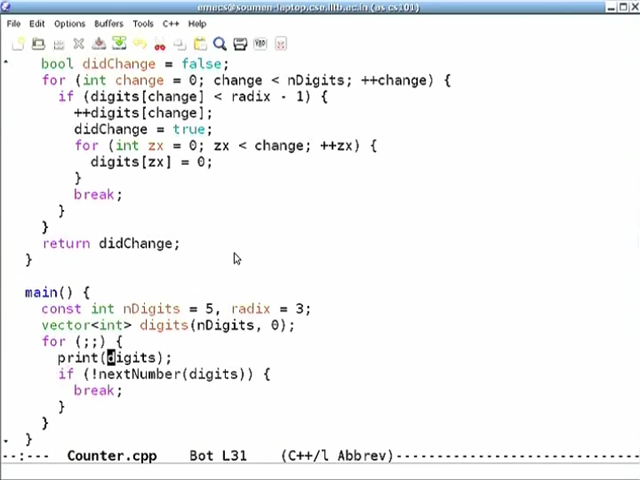 emacs@soumen-laptop.cse.iitb.ac.in (as cs101)
File Edit Options Buffers Tools C++ Help
bool didChange = false;
for (int change = 0; change < nDigits; ++change) {
if (digits[change] < radix - 1) {
++digits[change];
didChange = true;
for (int zx = 0; zx < change; ++zx) {
digits[zx] = 0;
}
break;
}
}
return didChange;
}
main() {
const int nDigits = 5, radix = 3;
vector<int> digits(nDigits, 0);
for (;;) {
print(digits);
if (!nextNumber(digits)) {
break;
}
}
}
--:--- Counter.cpp Bot L31 (C++/l Abbrev)